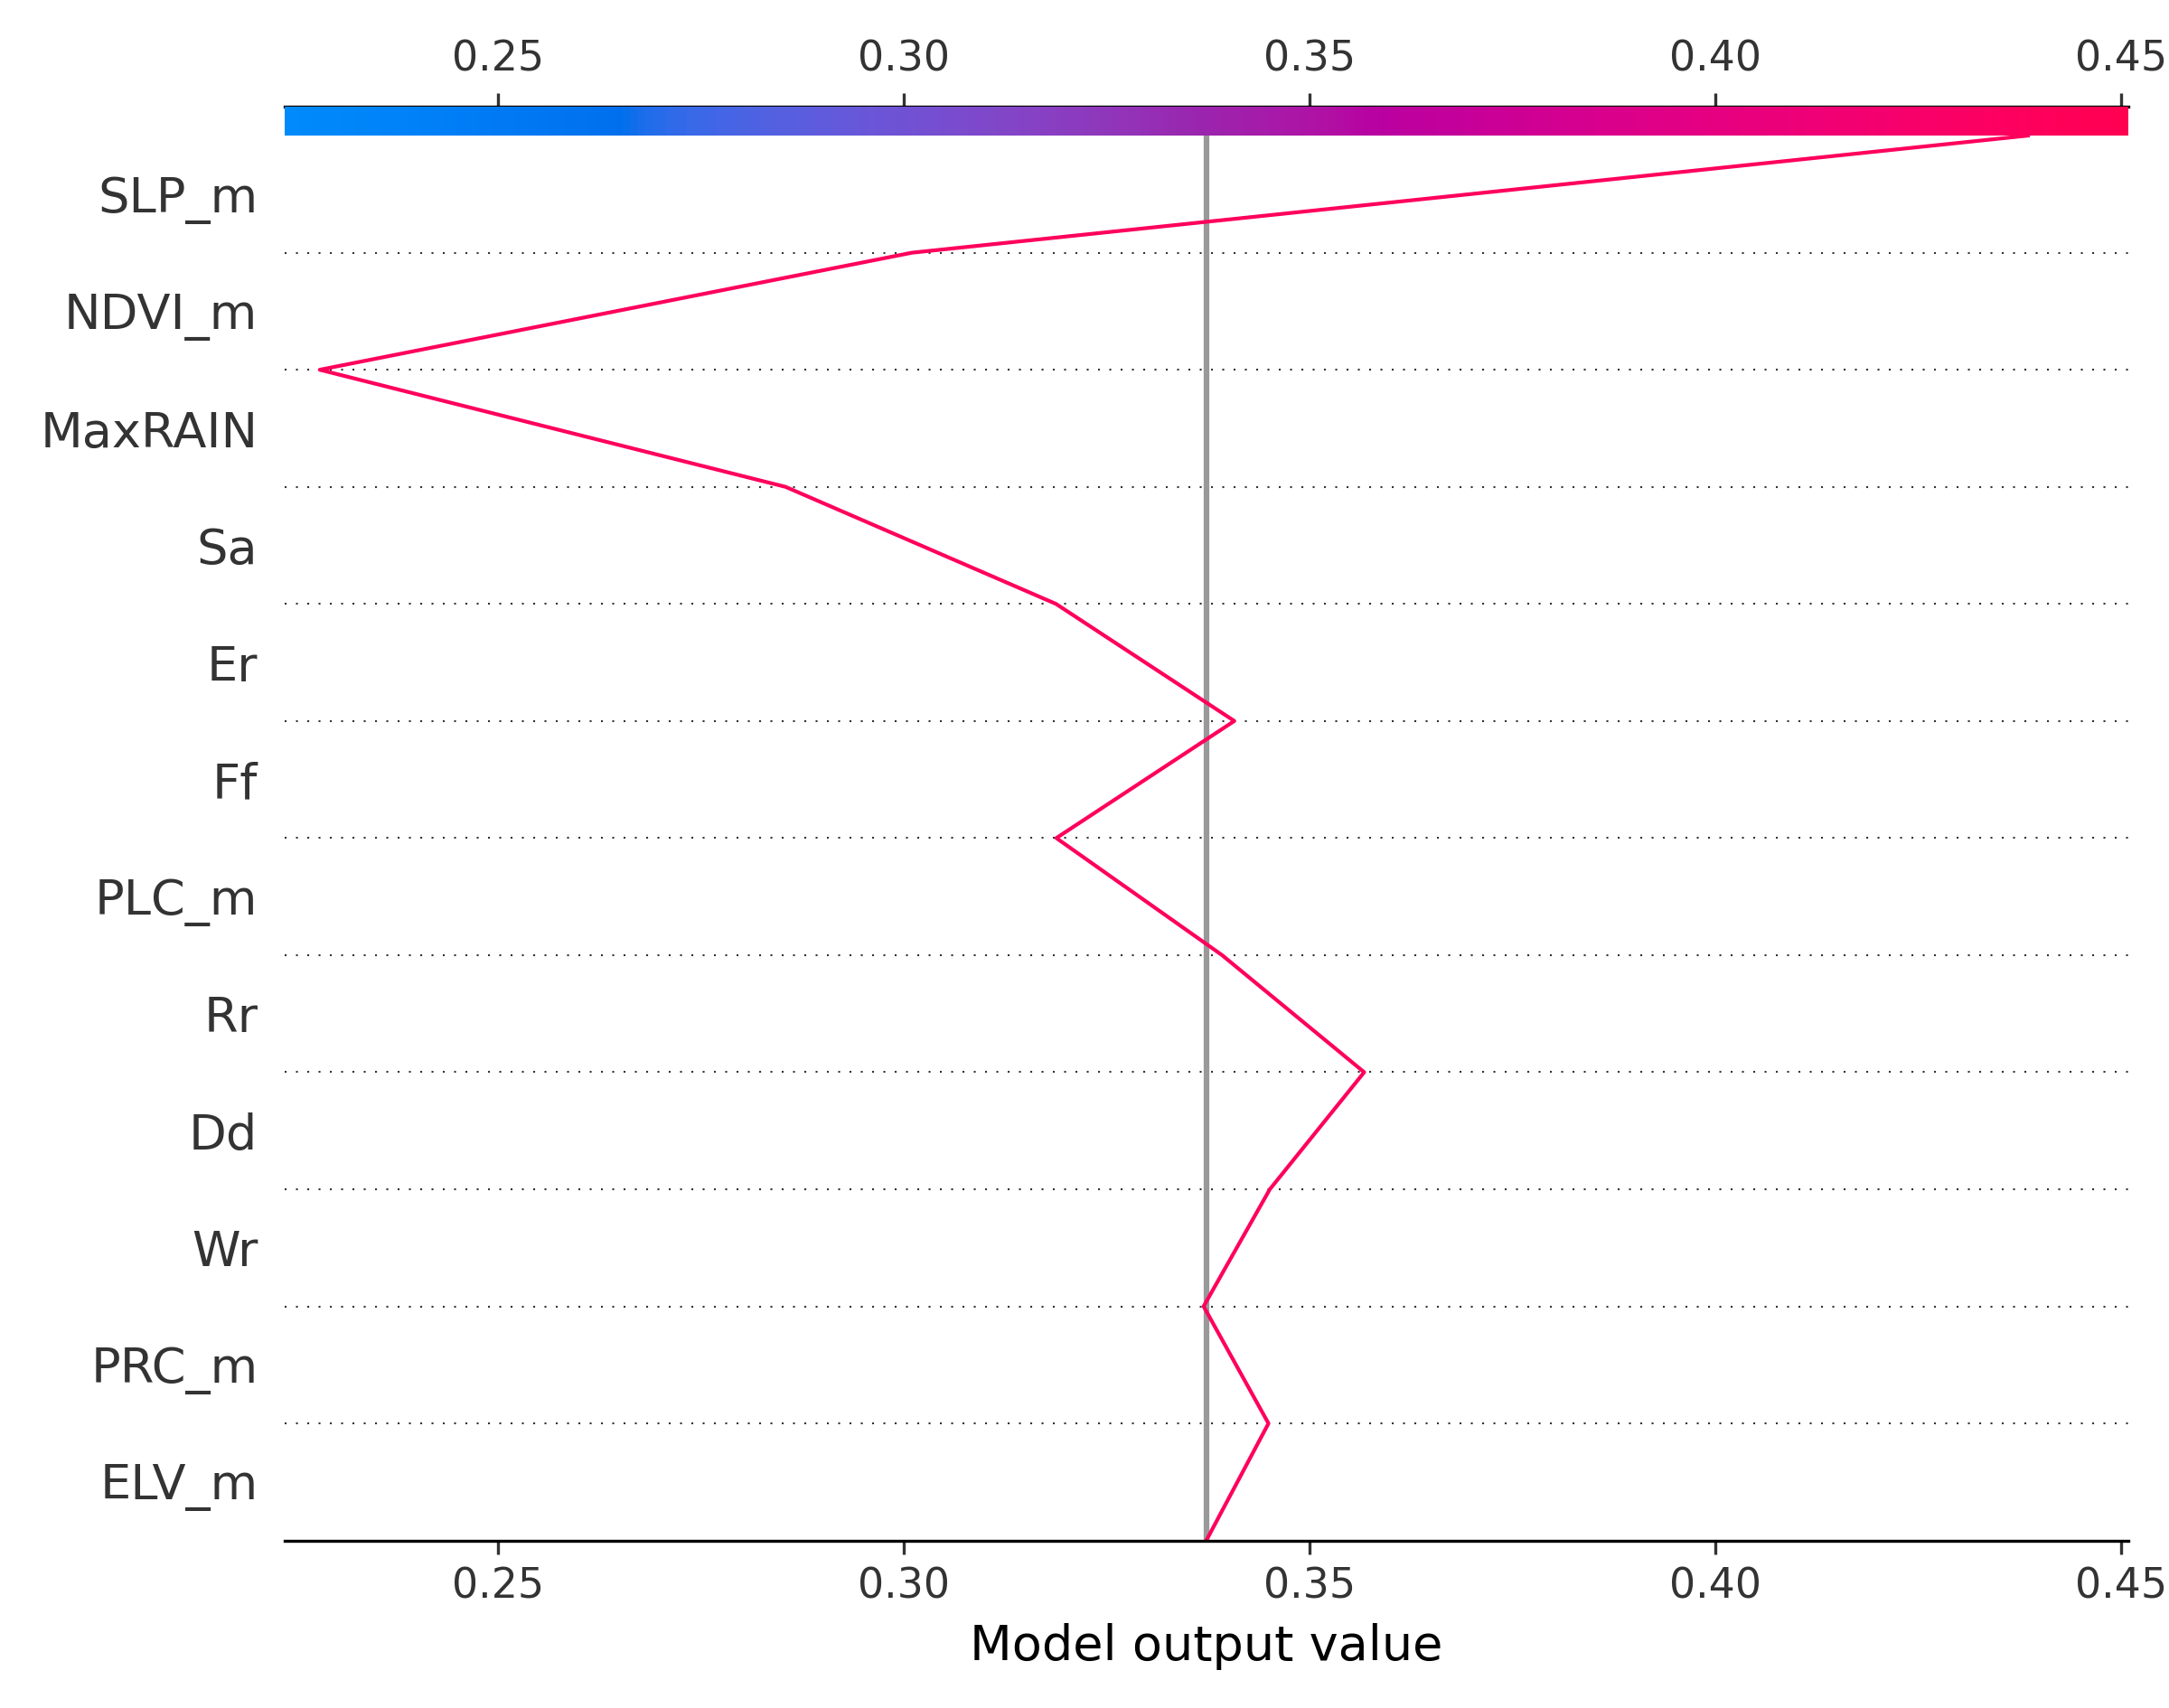 0.25 0.30 0.35 0.40 0.45
SLP_m
NDVI_m
MaxRAIN
Sa
Er
Ff
PLC_m
Rr
Dd
Wr
PRC_m
ELV_m
0.25 0.30 0.35 0.40 0.45
Model output value